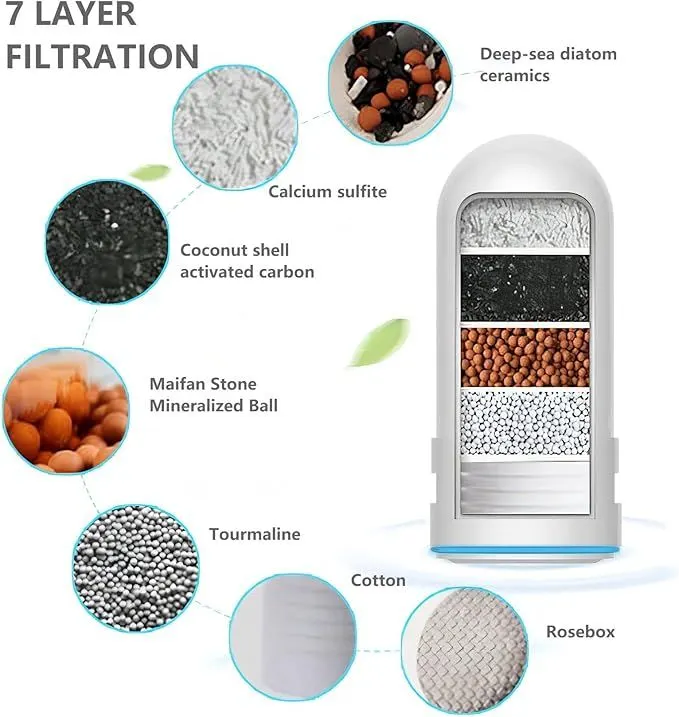 7 LAYER
FILTRATION
Deep-sea diatom
ceramics
Calcium sulfite
Coconut shell
activated carbon
Maifan Stone
Mineralized Ball
Tourmaline
Cotton
Rosebox